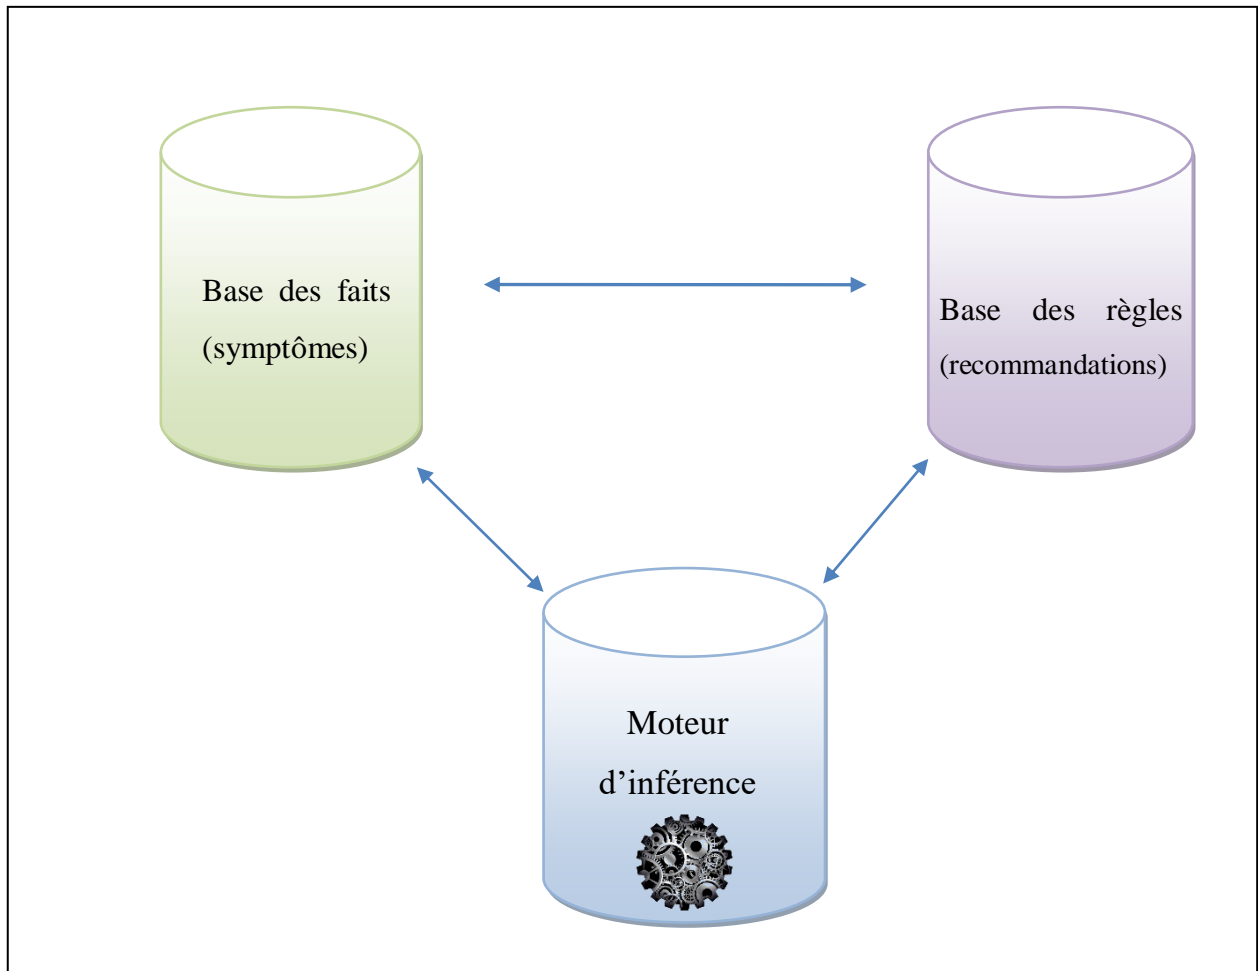 Base des faits
(symptômes)
Base des règles
(recommandations)
Moteur
d’inférence